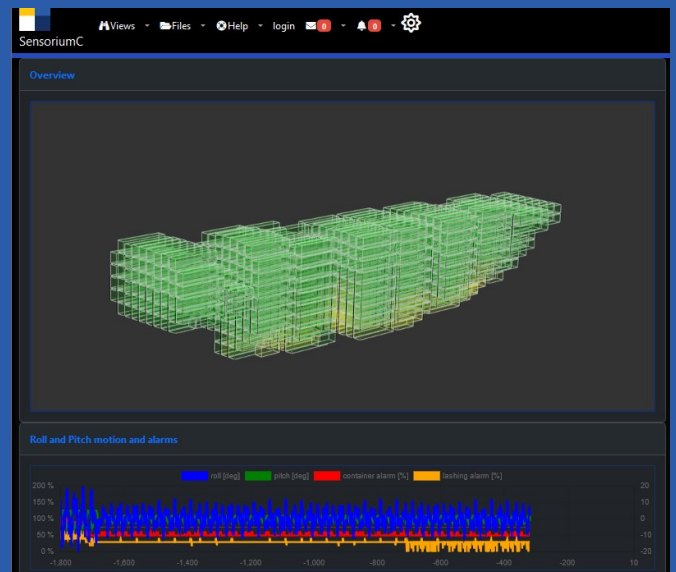 Views Files Help login 0 0
SensoriumC
Overview
Roll and Pitch motion and alarms
roll [deg] pitch [deg] container alarm [%] lashing alarm [%]
200 % 20
150 % 10
100 % 0
50 % -10
0 % -20
-1,800 -1,600 -1,400 -1,200 -1,000 -800 -600 -400 -200 10